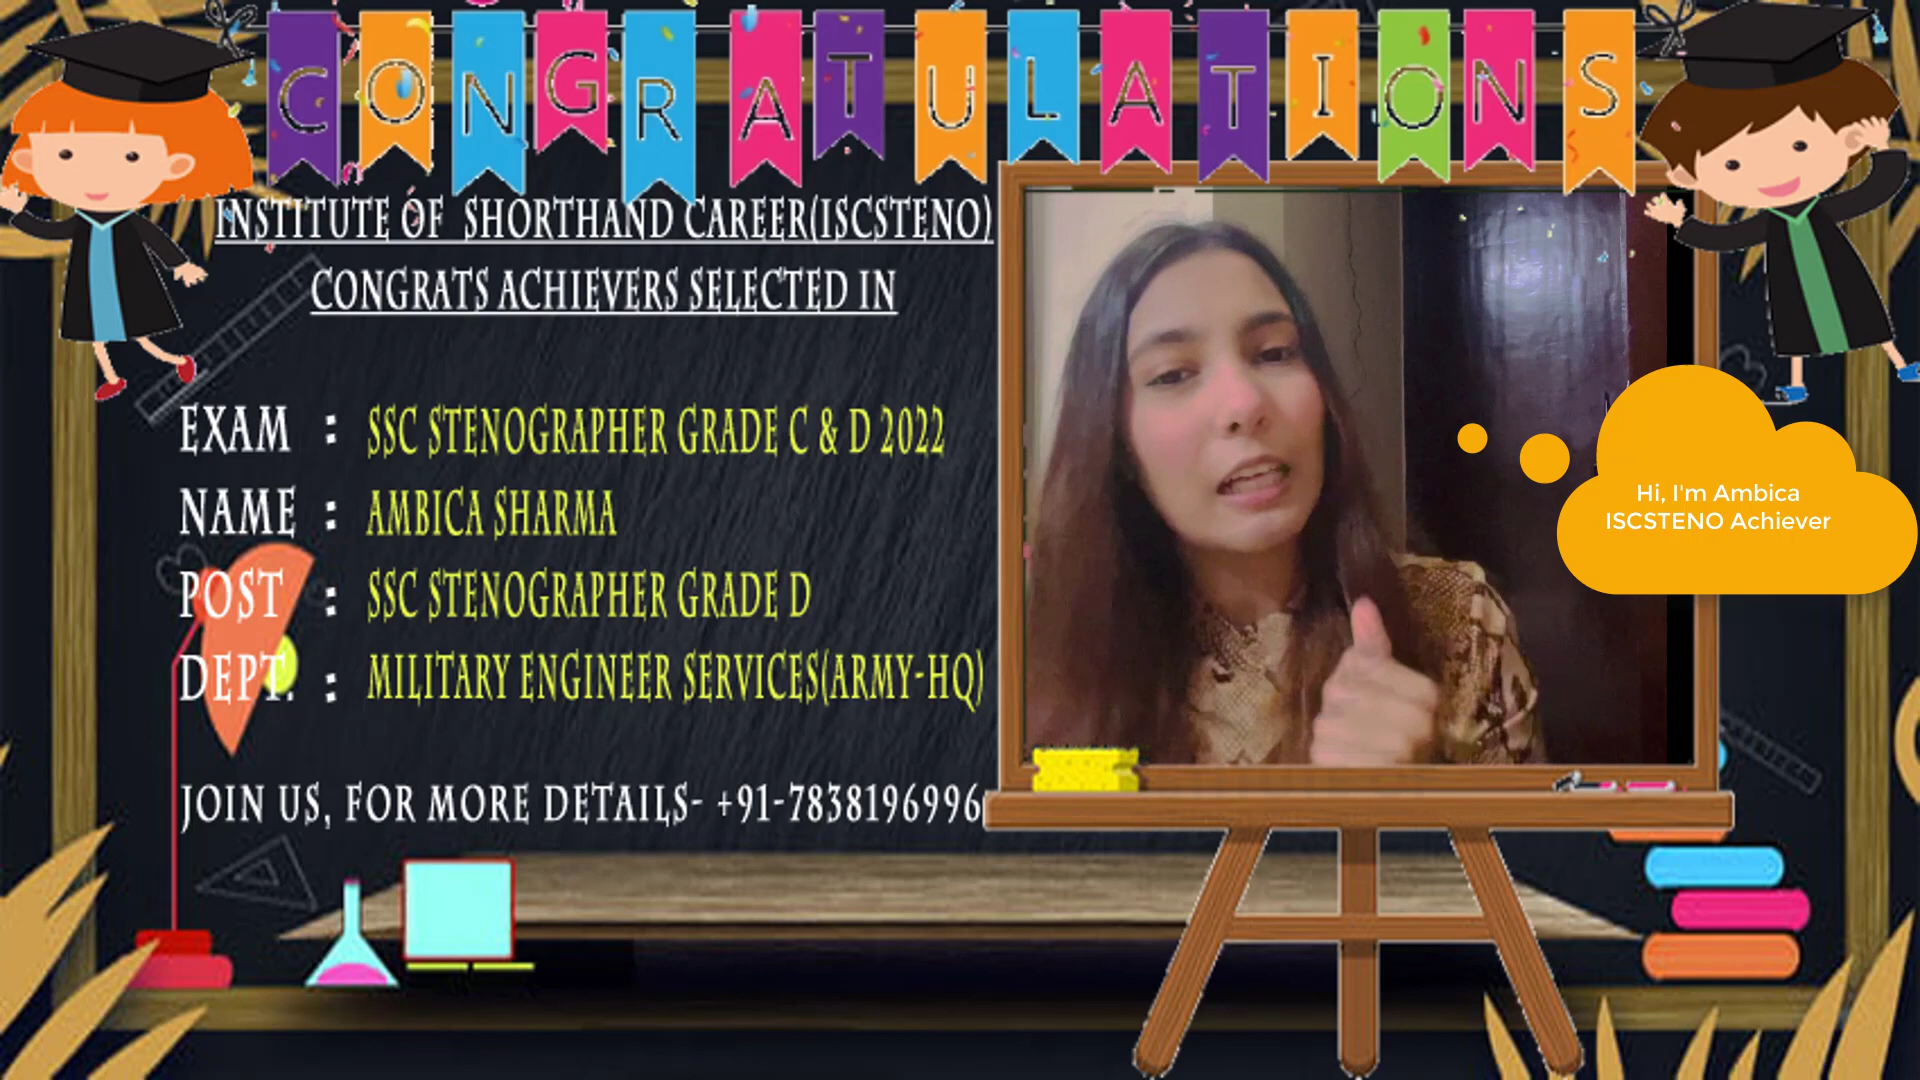 CONGRATULATIONS
INSTITUTE OF SHORTHAND CAREER(ISCSTENO)
CONGRATS ACHIEVERS SELECTED IN
EXAM : SSC STENOGRAPHER GRADE C & D 2022
NAME : AMBICA SHARMA
POST : SSC STENOGRAPHER GRADE D
DEPT. : MILITARY ENGINEER SERVICES(ARMY-HQ)
JOIN US, FOR MORE DETAILS- +91-7838196996
Hi, I'm Ambica
ISCSTENO Achiever